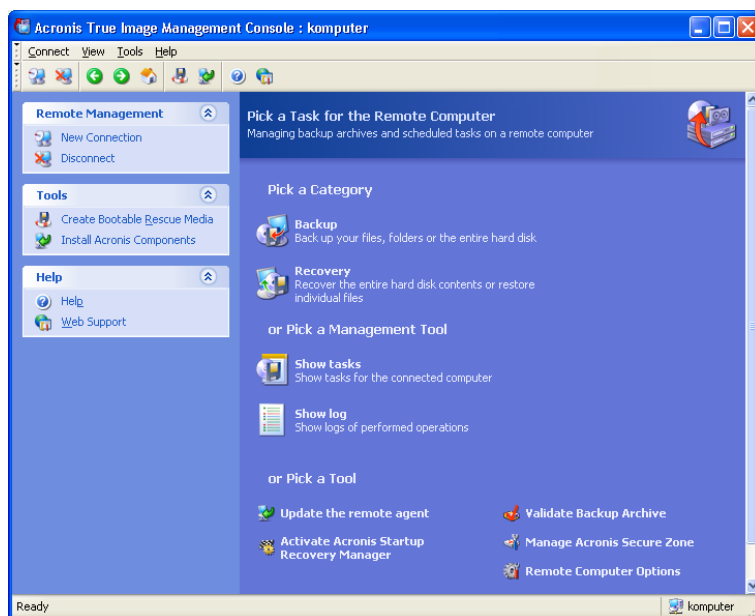 Acronis True Image Management Console : komputer
Connect View Tools Help
Remote Management
New Connection
Disconnect
Tools
Create Bootable Rescue Media
Install Acronis Components
Help
Help
Web Support
Pick a Task for the Remote Computer
Managing backup archives and scheduled tasks on a remote computer
Pick a Category
Backup
Back up your files, folders or the entire hard disk
Recovery
Recover the entire hard disk contents or restore
individual files
or Pick a Management Tool
Show tasks
Show tasks for the connected computer
Show log
Show logs of performed operations
or Pick a Tool
Update the remote agent
Activate Acronis Startup
Recovery Manager
Validate Backup Archive
Manage Acronis Secure Zone
Remote Computer Options
Ready
komputer